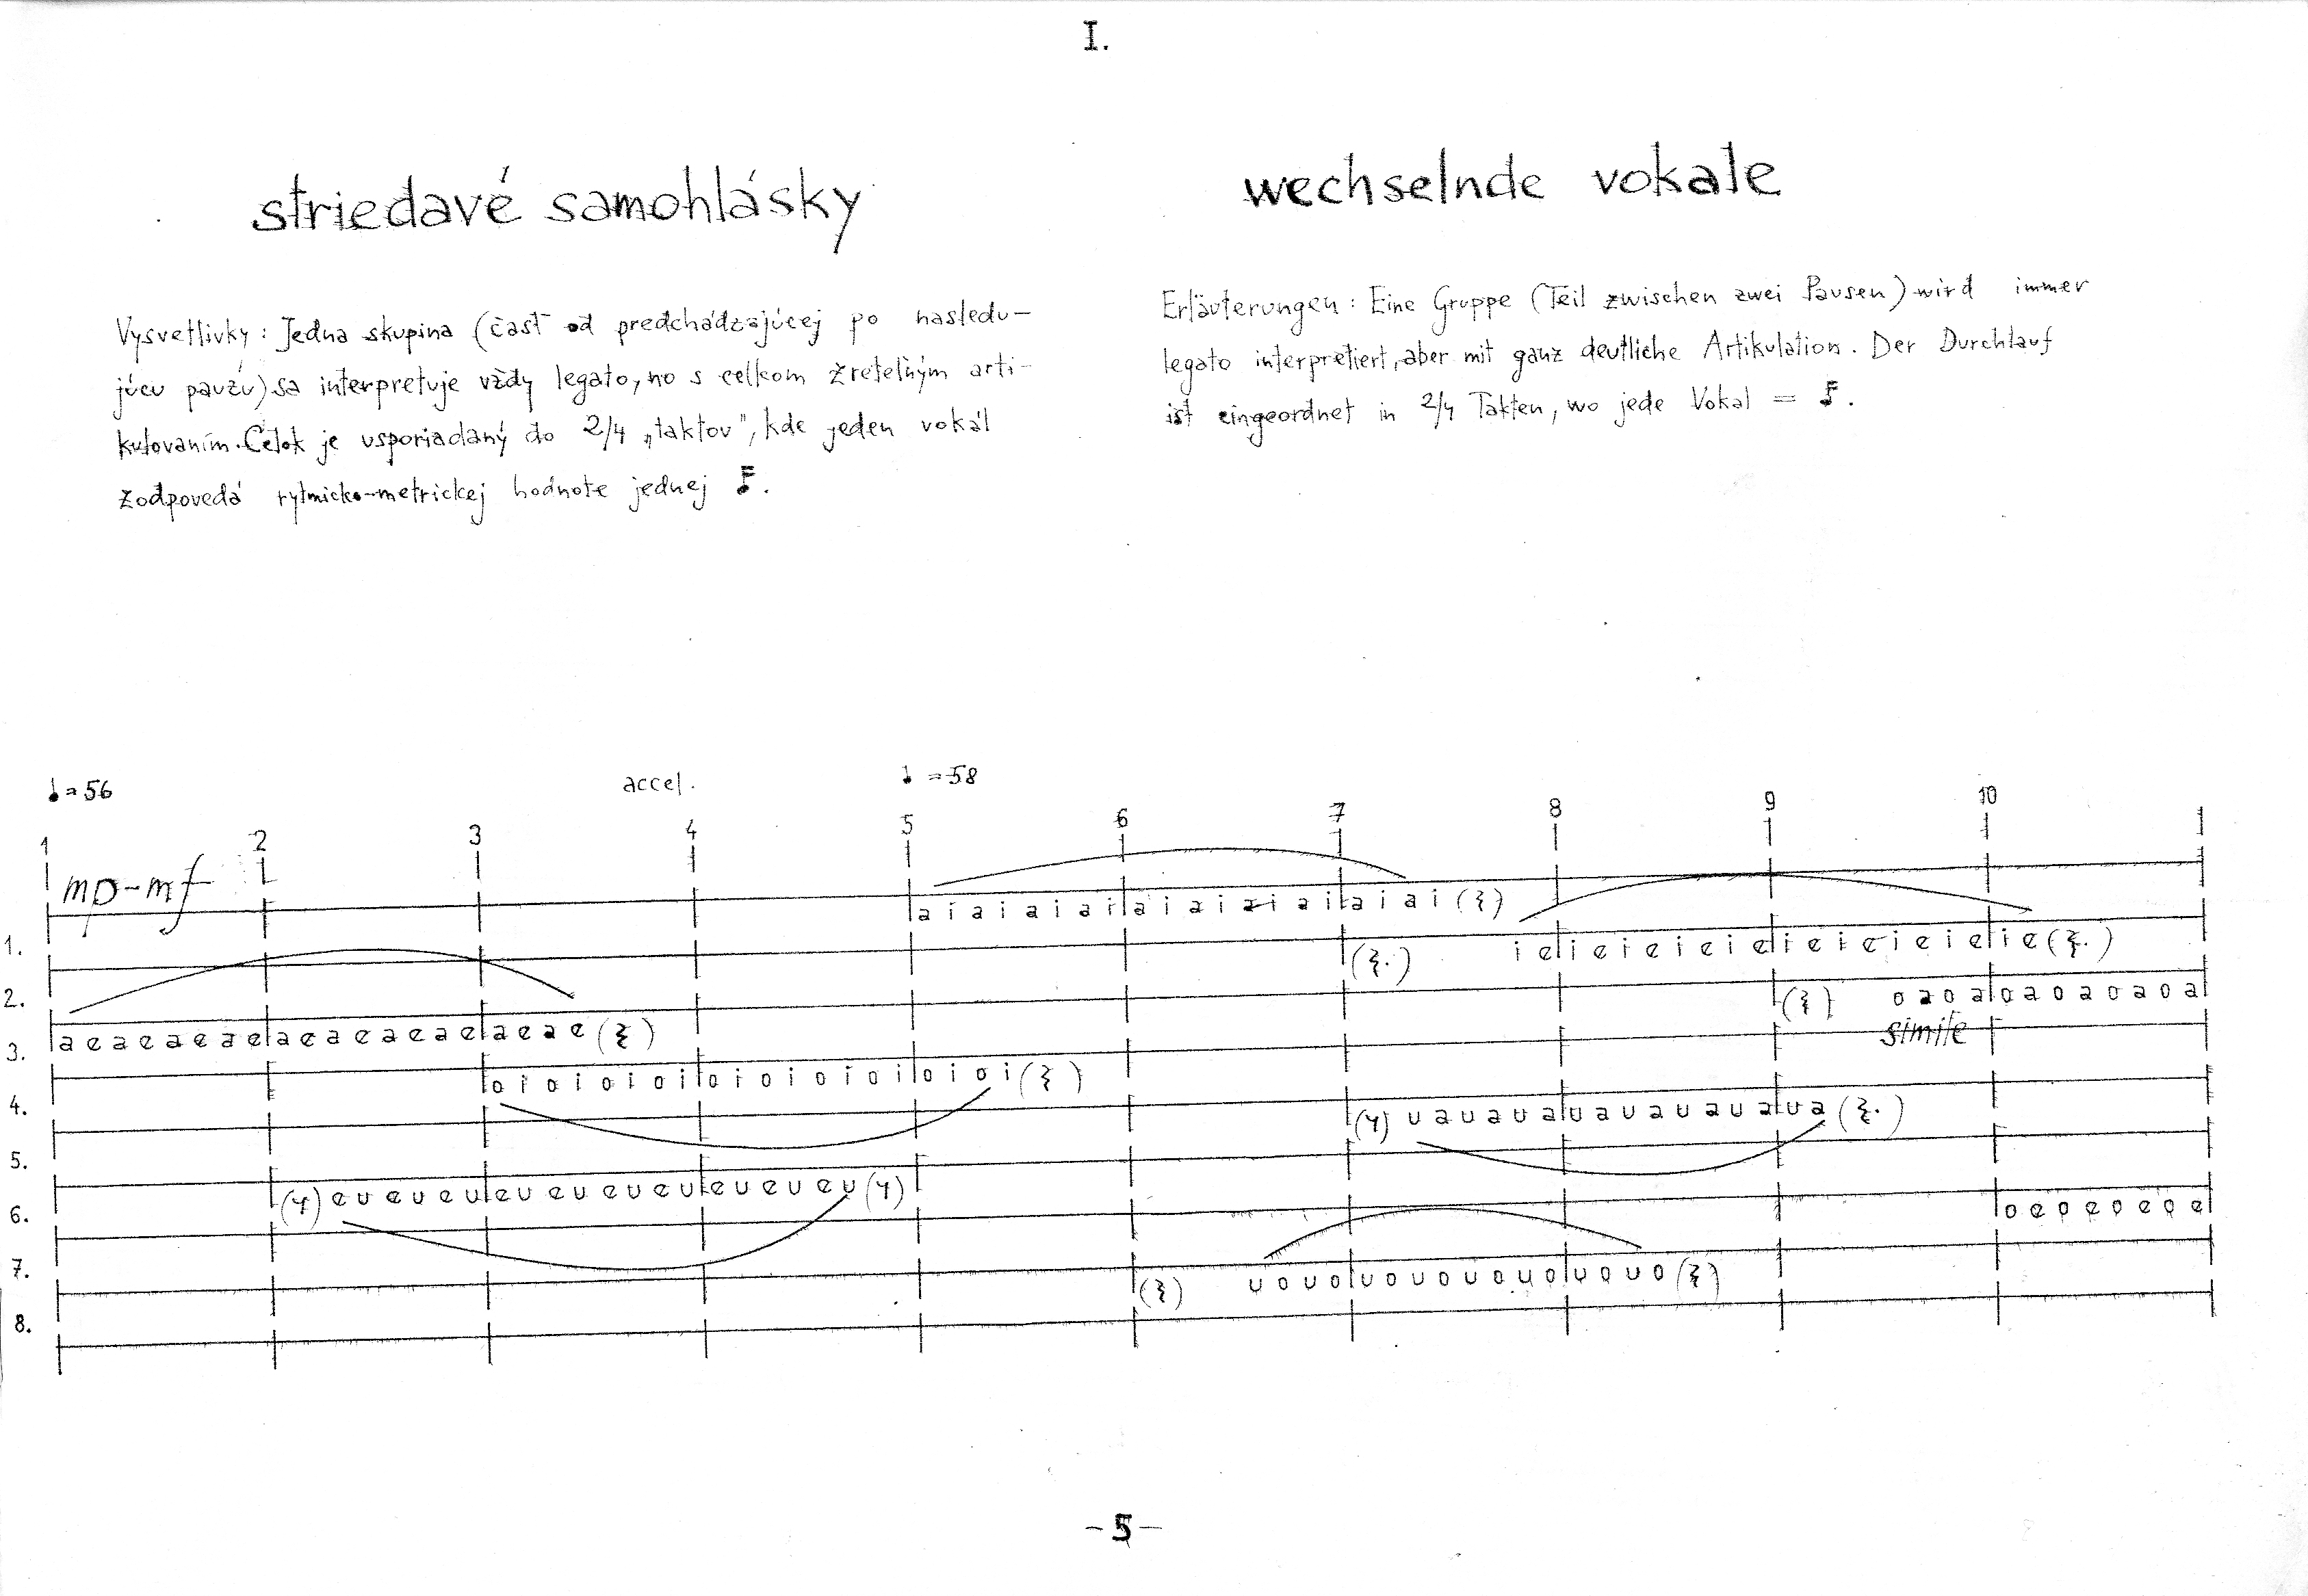 I.
striedavé samohlásky
Vysvetlivky: Jedna skupina (časť od predchádzajúcej po nasledu-
júcu pauzu) sa interpretuje vždy legato, no s celkom zreteľným arti-
kulovaním. Celok je usporiadaný do 2/4 „taktov", kde jeden vokál
zodpovedá rytmicko-metrickej hodnote jednej
wechselnde vokale
Erläuterungen: Eine Gruppe (Teil zwischen zwei Pausen) wird immer
legato interpretiert, aber mit ganz deutliche Artikulation. Der Durchlauf
ist eingeordnet in 2/4 Takten, wo jede Vokal =
♩=56 accel. ♩=58
1 2 3 4 5 6 7 8 9 10
mp-mf
1. a i a i a i a i a i a i a i a i a i a i
2. i e i e i e i e i e i e i e i e i e i e
3. a e a e a e a e a e a e a e a e a e a e o a o a o a o a o a o a
simile
4. o i o i o i o i o i o i o i o i o i o i
5. u a u a u a u a u a u a u a u a
6. e u e u e u e u e u e u e u e u e u e u
7. o e o e o e o e
8. u o u o u o u o u o u o u o u o
-5-